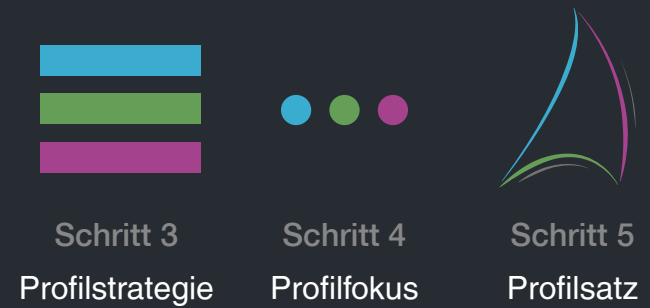 Schritt 3
Schritt 4
Schritt 5
Profilstrategie
Profilfokus
Profilsatz